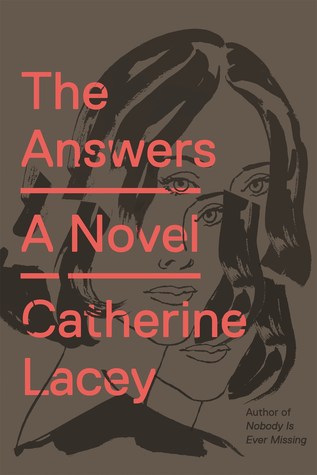 The
Answers
A Novel
Catherine
Lacey
Author of
Nobody Is
Ever Missing